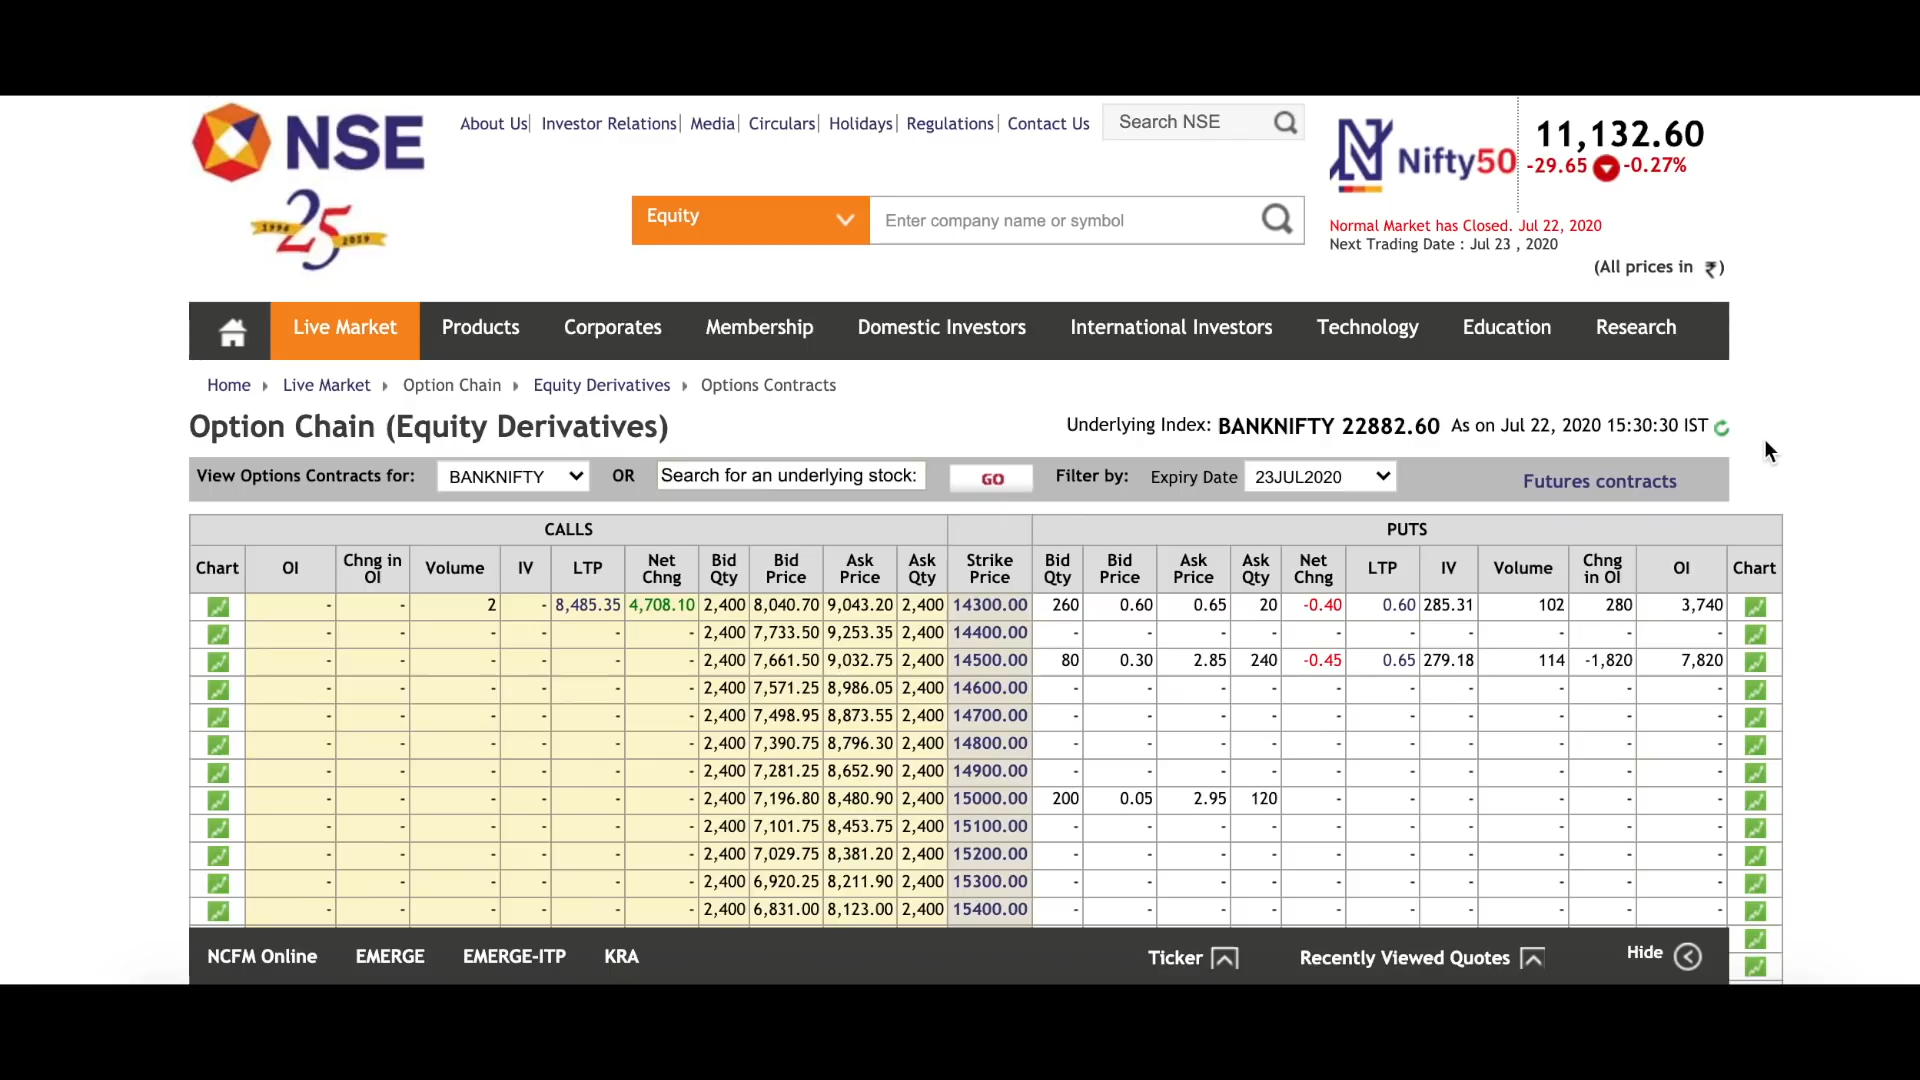 NSE
1994 25 2019
About Us| Investor Relations| Media| Circulars| Holidays| Regulations| Contact Us
Search NSE
Equity
Enter company name or symbol
Nifty50
11,132.60
-29.65 -0.27%
Normal Market has Closed. Jul 22, 2020
Next Trading Date : Jul 23 , 2020
(All prices in ₹)
Live Market Products Corporates Membership Domestic Investors International Investors Technology Education Research
Home Live Market Option Chain Equity Derivatives Options Contracts
Option Chain (Equity Derivatives)
Underlying Index: BANKNIFTY 22882.60 As on Jul 22, 2020 15:30:30 IST
View Options Contracts for: BANKNIFTY OR Search for an underlying stock: GO Filter by: Expiry Date 23JUL2020 Futures contracts
CALLS PUTS
Chart OI Chng in OI Volume IV LTP Net Chng Bid Qty Bid Price Ask Price Ask Qty Strike Price Bid Qty Bid Price Ask Price Ask Qty Net Chng LTP IV Volume Chng in OI OI Chart
- - 2 - 8,485.35 4,708.10 2,400 8,040.70 9,043.20 2,400 14300.00 260 0.60 0.65 20 -0.40 0.60 285.31 102 280 3,740
- - - - - - 2,400 7,733.50 9,253.35 2,400 14400.00 - - - - - - - - - -
- - - - - - 2,400 7,661.50 9,032.75 2,400 14500.00 80 0.30 2.85 240 -0.45 0.65 279.18 114 -1,820 7,820
- - - - - - 2,400 7,571.25 8,986.05 2,400 14600.00 - - - - - - - - - -
- - - - - - 2,400 7,498.95 8,873.55 2,400 14700.00 - - - - - - - - - -
- - - - - - 2,400 7,390.75 8,796.30 2,400 14800.00 - - - - - - - - - -
- - - - - - 2,400 7,281.25 8,652.90 2,400 14900.00 - - - - - - - - - -
- - - - - - 2,400 7,196.80 8,480.90 2,400 15000.00 200 0.05 2.95 120 - - - - - -
- - - - - - 2,400 7,101.75 8,453.75 2,400 15100.00 - - - - - - - - - -
- - - - - - 2,400 7,029.75 8,381.20 2,400 15200.00 - - - - - - - - - -
- - - - - - 2,400 6,920.25 8,211.90 2,400 15300.00 - - - - - - - - - -
- - - - - - 2,400 6,831.00 8,123.00 2,400 15400.00 - - - - - - - - - -
NCFM Online EMERGE EMERGE-ITP KRA Ticker Recently Viewed Quotes Hide